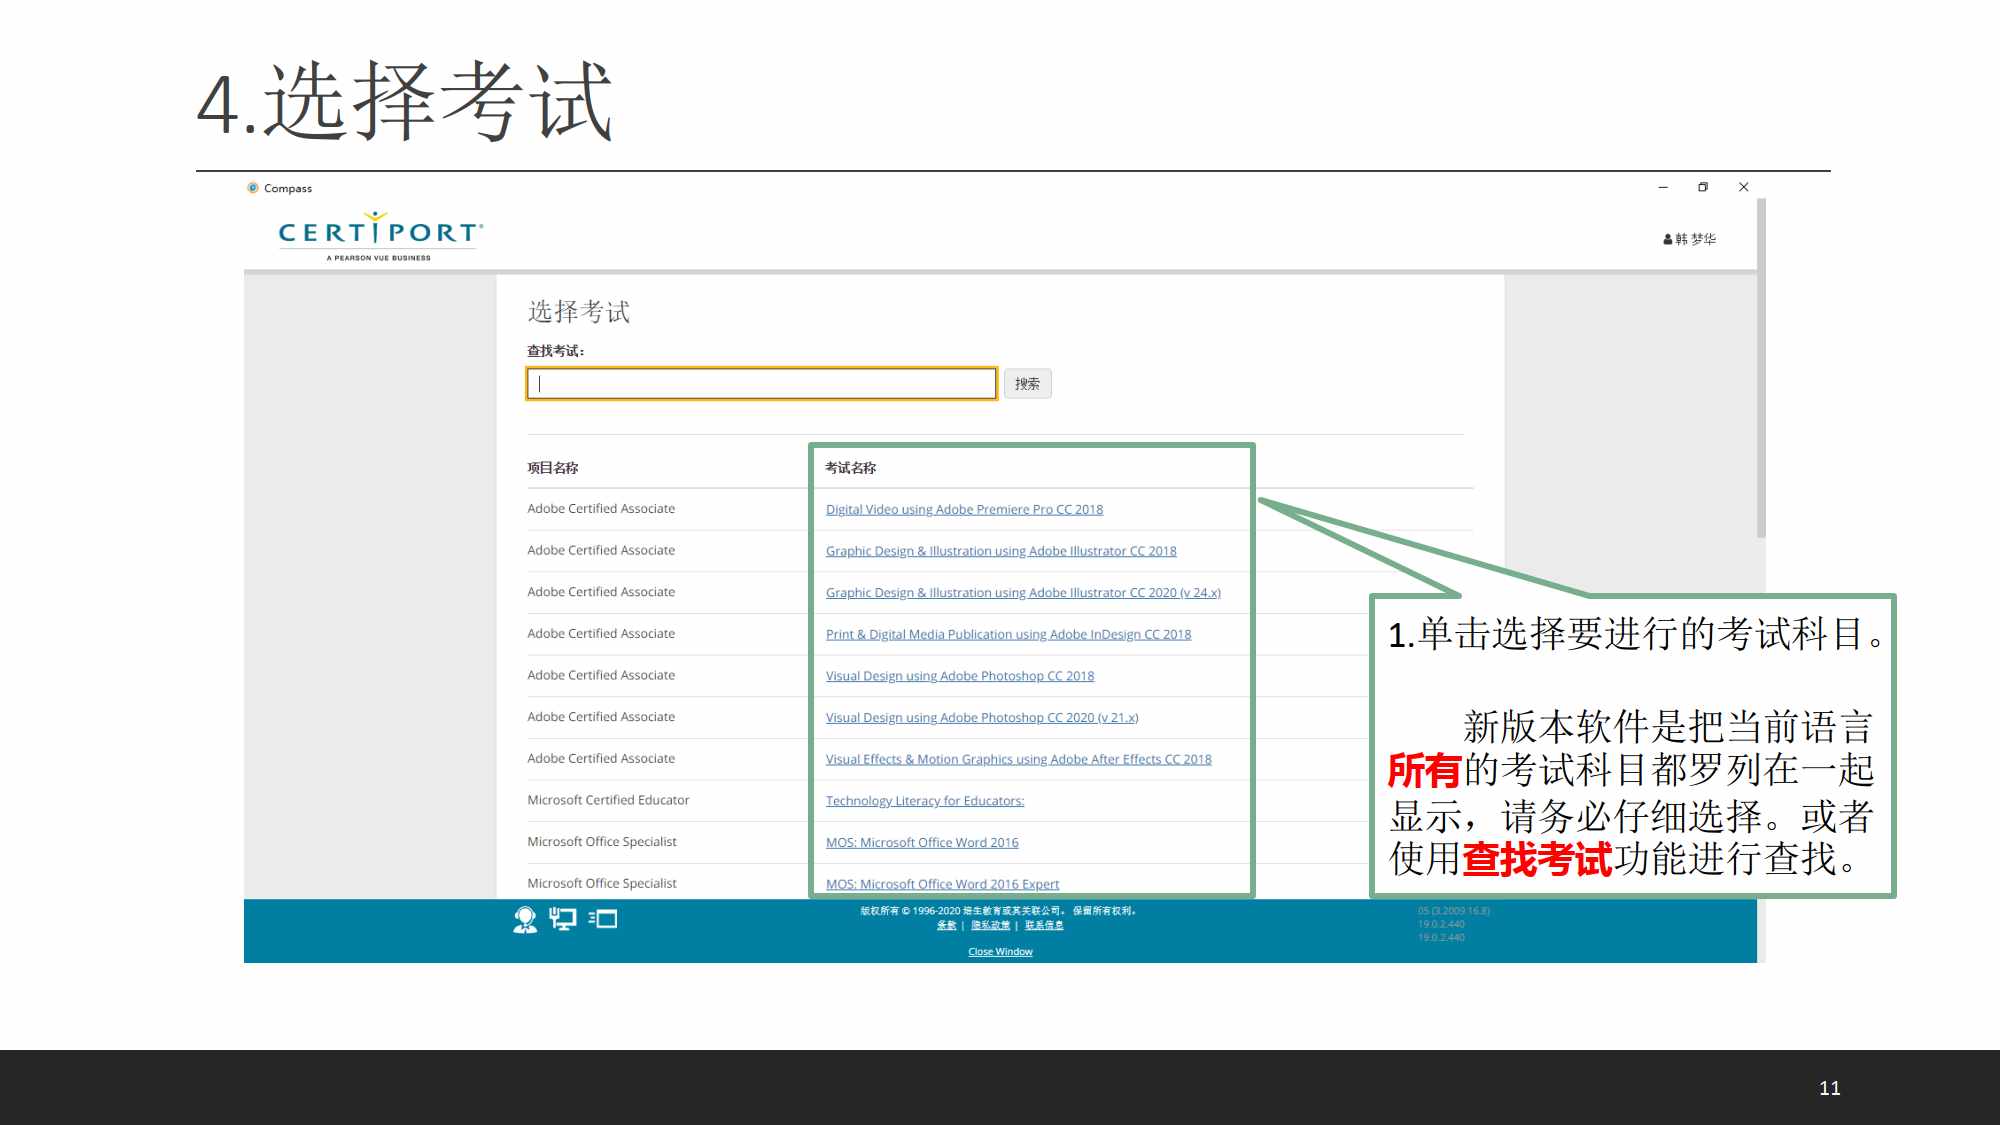 4.选择考试
Compass
CERTIPORT
A PEARSON VUE BUSINESS
韩 梦华
选择考试
查找考试：
搜索
项目名称 考试名称
Adobe Certified Associate Digital Video using Adobe Premiere Pro CC 2018
Adobe Certified Associate Graphic Design & Illustration using Adobe Illustrator CC 2018
Adobe Certified Associate Graphic Design & Illustration using Adobe Illustrator CC 2020 (v 24.x)
Adobe Certified Associate Print & Digital Media Publication using Adobe InDesign CC 2018
Adobe Certified Associate Visual Design using Adobe Photoshop CC 2018
Adobe Certified Associate Visual Design using Adobe Photoshop CC 2020 (v 21.x)
Adobe Certified Associate Visual Effects & Motion Graphics using Adobe After Effects CC 2018
Microsoft Certified Educator Technology Literacy for Educators:
Microsoft Office Specialist MOS: Microsoft Office Word 2016
Microsoft Office Specialist MOS: Microsoft Office Word 2016 Expert
1.单击选择要进行的考试科目。
新版本软件是把当前语言
所有的考试科目都罗列在一起
显示，请务必仔细选择。或者
使用查找考试功能进行查找。
版权所有 © 1996-2020 培生教育或其关联公司。 保留所有权利。
条款 | 隐私政策 | 联系信息
Close Window
05 (3.2009.16.8)
19.0.2.440
19.0.2.440
11